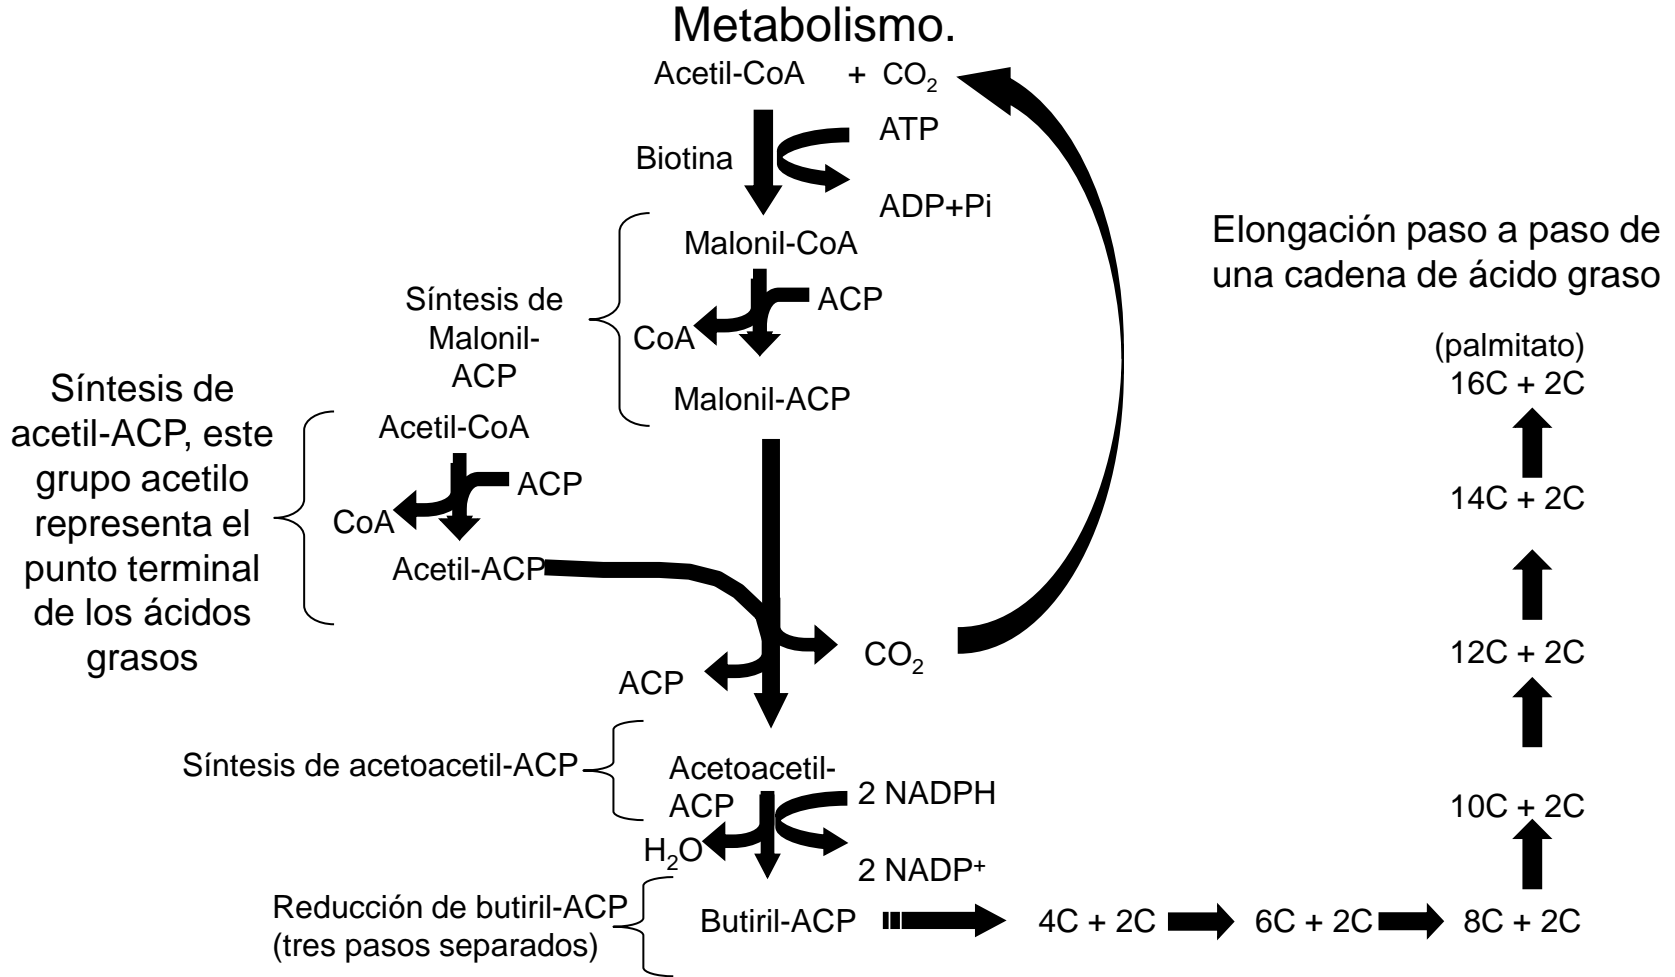 Metabolismo.
Acetil-CoA + CO2
ATP
Biotina
ADP+Pi
Malonil-CoA
Síntesis de
Malonil-
ACP
ACP
CoA
Malonil-ACP
Síntesis de
acetil-ACP, este
grupo acetilo
representa el
punto terminal
de los ácidos
grasos
Acetil-CoA
ACP
CoA
Acetil-ACP
CO2
ACP
Síntesis de acetoacetil-ACP
Acetoacetil-
ACP
2 NADPH
H2O
2 NADP+
Reducción de butiril-ACP
(tres pasos separados)
Butiril-ACP
4C + 2C
6C + 2C
8C + 2C
Elongación paso a paso de
una cadena de ácido graso
(palmitato)
16C + 2C
14C + 2C
12C + 2C
10C + 2C